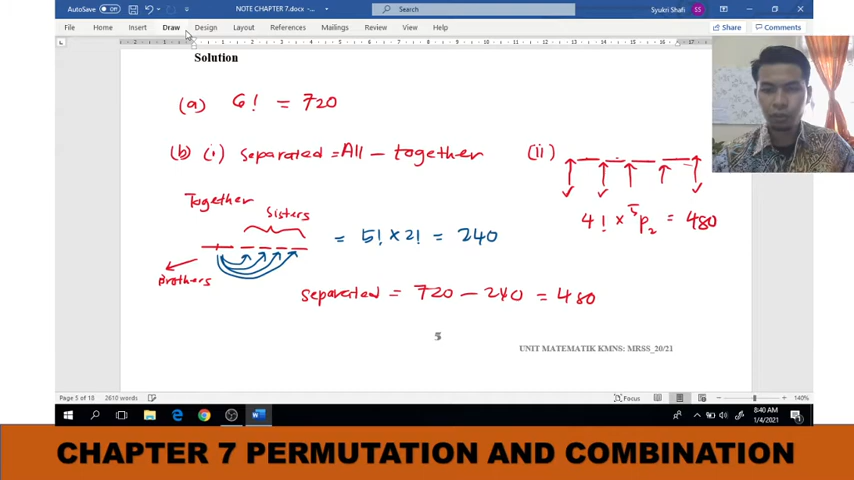 AutoSave Off
NOTE CHAPTER 7.docx - ...
Search
Syukri Shafi
SS
File Home Insert Draw Design Layout References Mailings Review View Help
Share Comments
Solution
(a) 6! = 720
(b) (i) separated = All - together
(ii)
Together
Sisters
Brothers
= 5! × 2! = 240
4! × ⁵P₂ = 480
separated = 720 - 240 = 480
5
UNIT MATEMATIK KMNS: MRSS_20/21
Page 5 of 18 2610 words
Focus
140%
8:40 AM
1/4/2021
CHAPTER 7 PERMUTATION AND COMBINATION